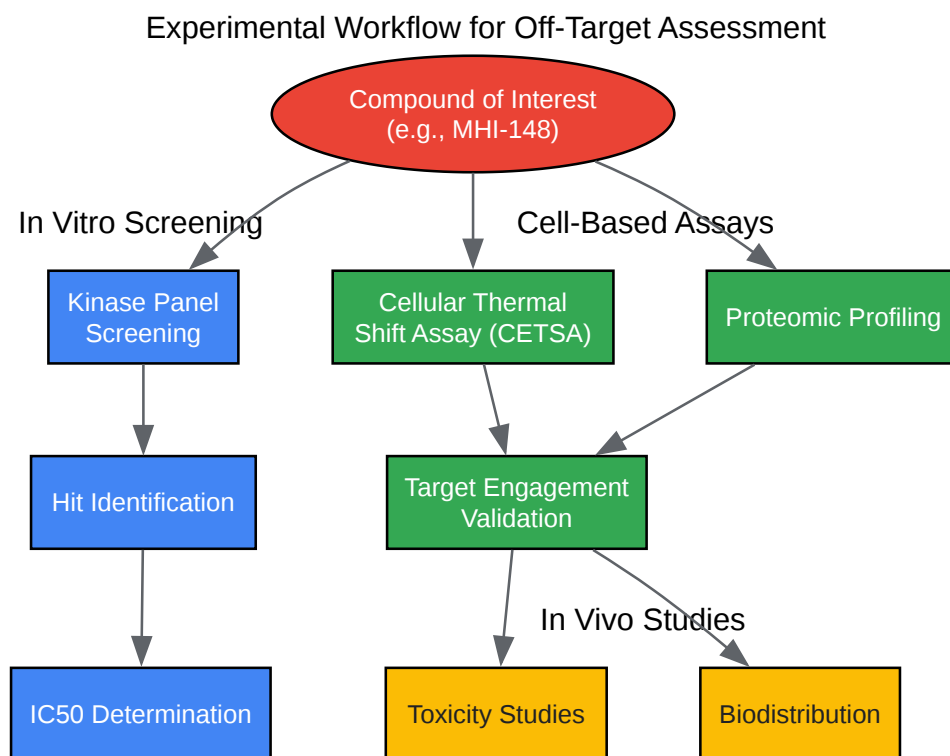 Experimental Workflow for Off-Target Assessment
Compound of Interest
(e.g., MHI-148)
In Vitro Screening
Cell-Based Assays
Kinase Panel
Screening
Cellular Thermal
Shift Assay (CETSA)
Proteomic Profiling
Hit Identification
Target Engagement
Validation
In Vivo Studies
IC50 Determination
Toxicity Studies
Biodistribution